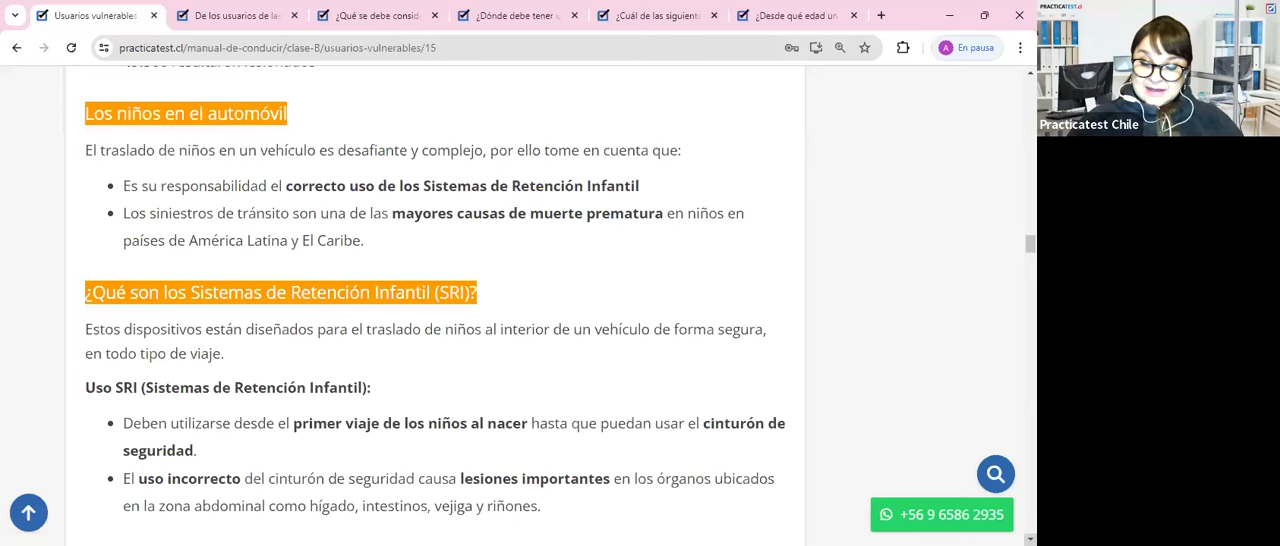 Usuarios vulnerables
De los usuarios de las
¿Qué se debe consid
¿Dónde debe tener u
¿Cuál de las siguient
¿Desde qué edad un
practicatest.cl/manual-de-conducir/clase-B/usuarios-vulnerables/15
A En pausa
Los niños en el automóvil
El traslado de niños en un vehículo es desafiante y complejo, por ello tome en cuenta que:
• Es su responsabilidad el correcto uso de los Sistemas de Retención Infantil
• Los siniestros de tránsito son una de las mayores causas de muerte prematura en niños en
países de América Latina y El Caribe.
¿Qué son los Sistemas de Retención Infantil (SRI)?
Estos dispositivos están diseñados para el traslado de niños al interior de un vehículo de forma segura,
en todo tipo de viaje.
Uso SRI (Sistemas de Retención Infantil):
• Deben utilizarse desde el primer viaje de los niños al nacer hasta que puedan usar el cinturón de
seguridad.
• El uso incorrecto del cinturón de seguridad causa lesiones importantes en los órganos ubicados
en la zona abdominal como hígado, intestinos, vejiga y riñones.
+56 9 6586 2935
PRACTICATEST.cl
Practicatest Chile